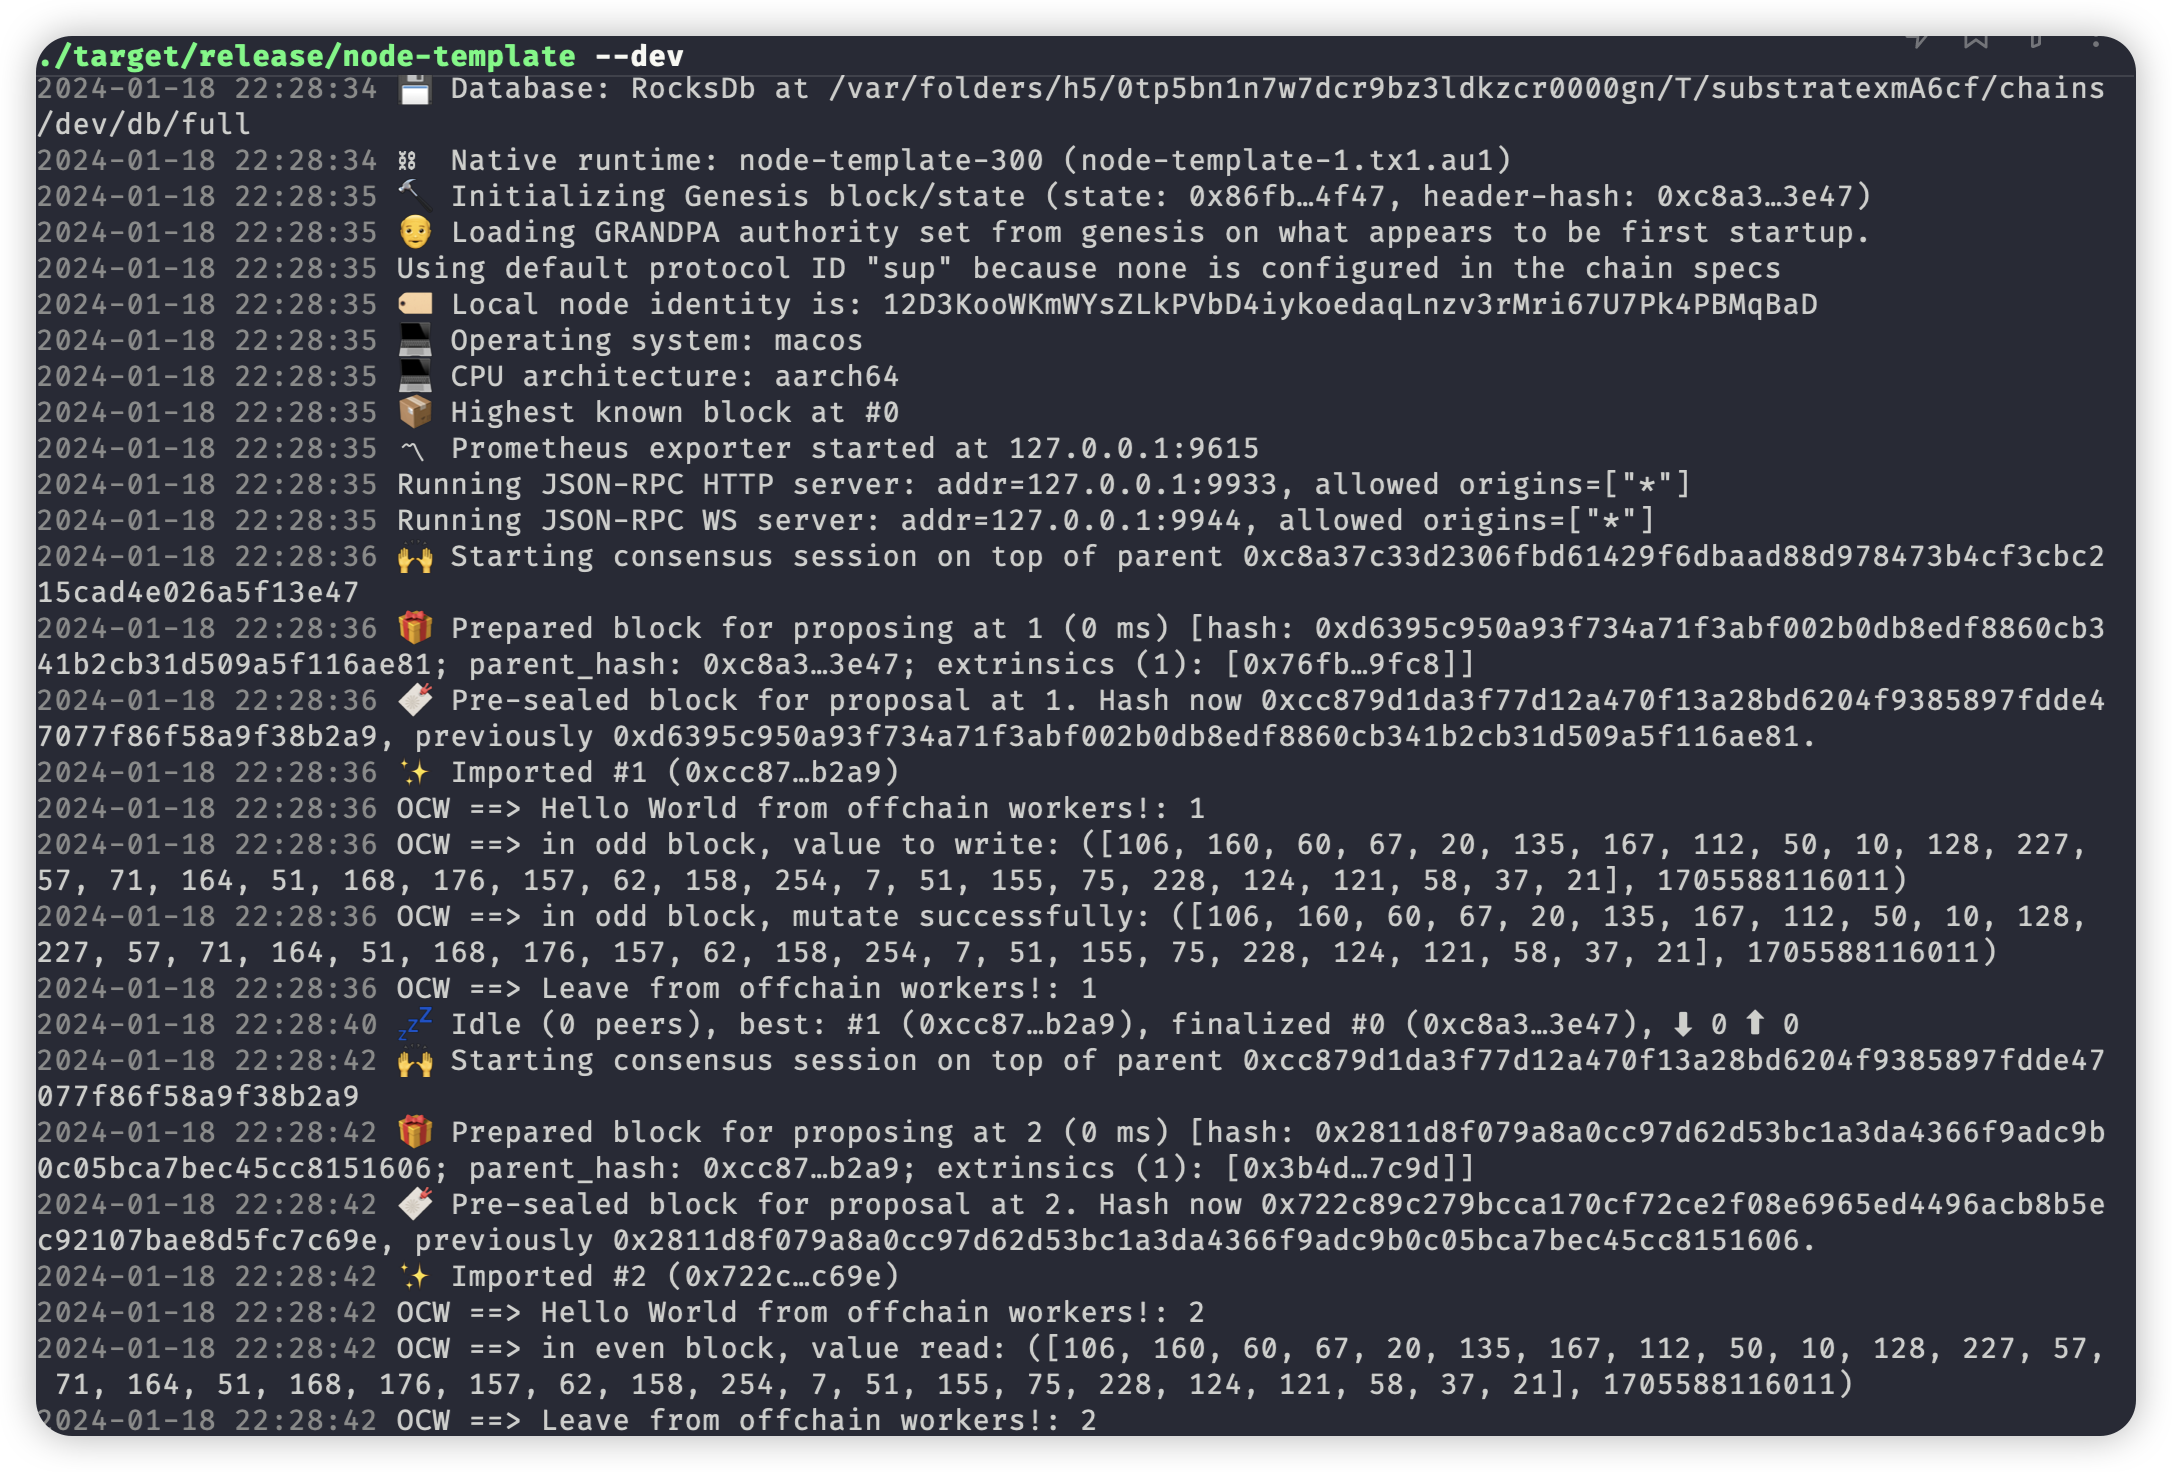 ./target/release/node-template --dev
2024-01-18 22:28:34 💾 Database: RocksDb at /var/folders/h5/0tp5bn1n7w7dcr9bz3ldkzcr0000gn/T/substratexmA6cf/chains
/dev/db/full
2024-01-18 22:28:34 ⛓  Native runtime: node-template-300 (node-template-1.tx1.au1)
2024-01-18 22:28:35 🔨 Initializing Genesis block/state (state: 0x86fb…4f47, header-hash: 0xc8a3…3e47)
2024-01-18 22:28:35 👴 Loading GRANDPA authority set from genesis on what appears to be first startup.
2024-01-18 22:28:35 Using default protocol ID "sup" because none is configured in the chain specs
2024-01-18 22:28:35 🏷 Local node identity is: 12D3KooWKmWYsZLkPVbD4iykoedaqLnzv3rMri67U7Pk4PBMqBaD
2024-01-18 22:28:35 💻 Operating system: macos
2024-01-18 22:28:35 💻 CPU architecture: aarch64
2024-01-18 22:28:35 📦 Highest known block at #0
2024-01-18 22:28:35 〽️ Prometheus exporter started at 127.0.0.1:9615
2024-01-18 22:28:35 Running JSON-RPC HTTP server: addr=127.0.0.1:9933, allowed origins=["*"]
2024-01-18 22:28:35 Running JSON-RPC WS server: addr=127.0.0.1:9944, allowed origins=["*"]
2024-01-18 22:28:36 🙌 Starting consensus session on top of parent 0xc8a37c33d2306fbd61429f6dbaad88d978473b4cf3cbc2
15cad4e026a5f13e47
2024-01-18 22:28:36 🎁 Prepared block for proposing at 1 (0 ms) [hash: 0xd6395c950a93f734a71f3abf002b0db8edf8860cb3
41b2cb31d509a5f116ae81; parent_hash: 0xc8a3…3e47; extrinsics (1): [0x76fb…9fc8]]
2024-01-18 22:28:36 🔖 Pre-sealed block for proposal at 1. Hash now 0xcc879d1da3f77d12a470f13a28bd6204f9385897fdde4
7077f86f58a9f38b2a9, previously 0xd6395c950a93f734a71f3abf002b0db8edf8860cb341b2cb31d509a5f116ae81.
2024-01-18 22:28:36 ✨ Imported #1 (0xcc87…b2a9)
2024-01-18 22:28:36 OCW ==> Hello World from offchain workers!: 1
2024-01-18 22:28:36 OCW ==> in odd block, value to write: ([106, 160, 60, 67, 20, 135, 167, 112, 50, 10, 128, 227,
57, 71, 164, 51, 168, 176, 157, 62, 158, 254, 7, 51, 155, 75, 228, 124, 121, 58, 37, 21], 1705588116011)
2024-01-18 22:28:36 OCW ==> in odd block, mutate successfully: ([106, 160, 60, 67, 20, 135, 167, 112, 50, 10, 128,
227, 57, 71, 164, 51, 168, 176, 157, 62, 158, 254, 7, 51, 155, 75, 228, 124, 121, 58, 37, 21], 1705588116011)
2024-01-18 22:28:36 OCW ==> Leave from offchain workers!: 1
2024-01-18 22:28:40 💤 Idle (0 peers), best: #1 (0xcc87…b2a9), finalized #0 (0xc8a3…3e47), ⬇ 0 ⬆ 0
2024-01-18 22:28:42 🙌 Starting consensus session on top of parent 0xcc879d1da3f77d12a470f13a28bd6204f9385897fdde47
077f86f58a9f38b2a9
2024-01-18 22:28:42 🎁 Prepared block for proposing at 2 (0 ms) [hash: 0x2811d8f079a8a0cc97d62d53bc1a3da4366f9adc9b
0c05bca7bec45cc8151606; parent_hash: 0xcc87…b2a9; extrinsics (1): [0x3b4d…7c9d]]
2024-01-18 22:28:42 🔖 Pre-sealed block for proposal at 2. Hash now 0x722c89c279bcca170cf72ce2f08e6965ed4496acb8b5e
c92107bae8d5fc7c69e, previously 0x2811d8f079a8a0cc97d62d53bc1a3da4366f9adc9b0c05bca7bec45cc8151606.
2024-01-18 22:28:42 ✨ Imported #2 (0x722c…c69e)
2024-01-18 22:28:42 OCW ==> Hello World from offchain workers!: 2
2024-01-18 22:28:42 OCW ==> in even block, value read: ([106, 160, 60, 67, 20, 135, 167, 112, 50, 10, 128, 227, 57,
71, 164, 51, 168, 176, 157, 62, 158, 254, 7, 51, 155, 75, 228, 124, 121, 58, 37, 21], 1705588116011)
2024-01-18 22:28:42 OCW ==> Leave from offchain workers!: 2